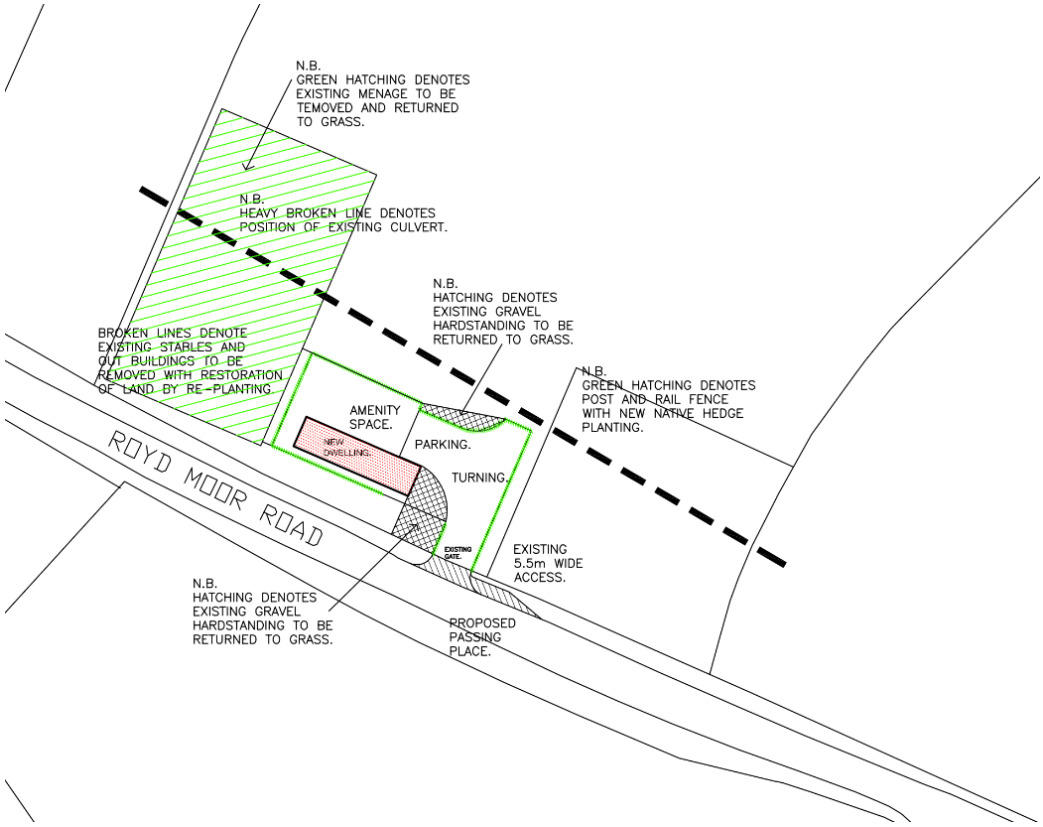 N.B.
GREEN HATCHING DENOTES
EXISTING MENAGE TO BE
TEMOVED AND RETURNED
TO GRASS.
N.B.
HEAVY BROKEN LINE DENOTES
POSITION OF EXISTING CULVERT.
N.B.
HATCHING DENOTES
EXISTING GRAVEL
HARDSTANDING TO BE
RETURNED TO GRASS.
BROKEN LINES DENOTE
EXISTING STABLES AND
OUT BUILDINGS TO BE
REMOVED WITH RESTORATION
OF LAND BY RE-PLANTING.
N.B.
GREEN HATCHING DENOTES
POST AND RAIL FENCE
WITH NEW NATIVE HEDGE
PLANTING.
AMENITY
SPACE.
PARKING.
NEW
DWELLING.
TURNING.
ROYD MOOR ROAD
EXISTING
GATE.
EXISTING
5.5m WIDE
ACCESS.
N.B.
HATCHING DENOTES
EXISTING GRAVEL
HARDSTANDING TO BE
RETURNED TO GRASS.
PROPOSED
PASSING
PLACE.